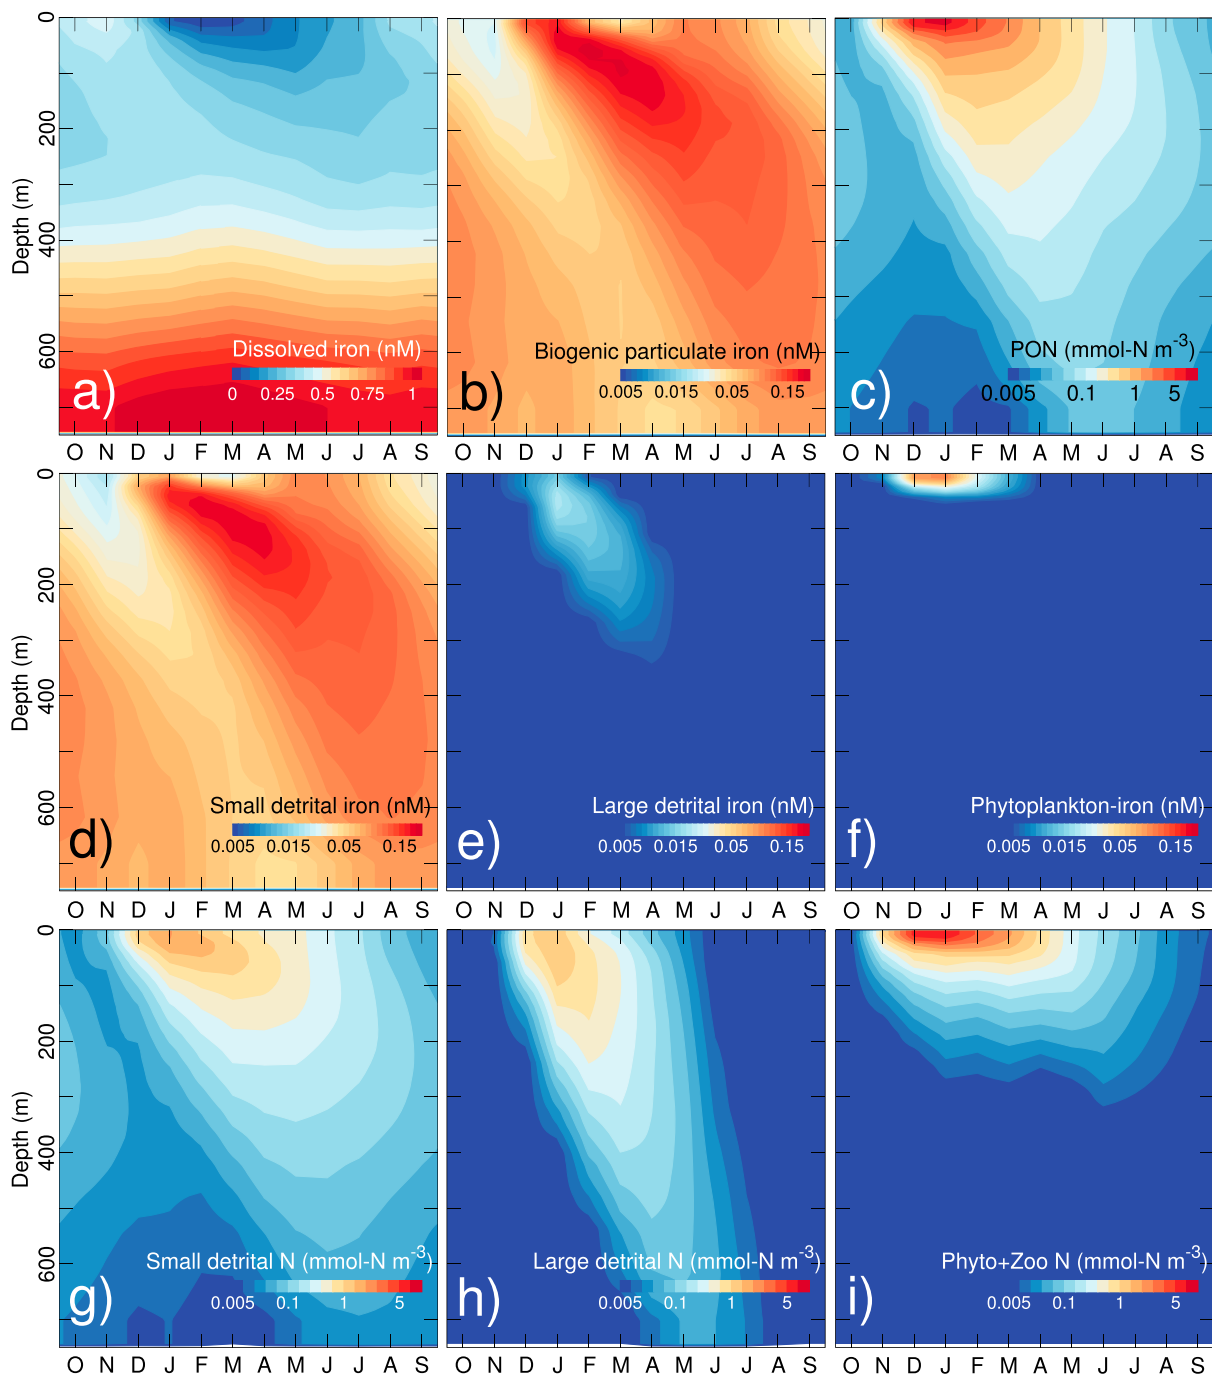 0
200
400
600
Depth (m)
Dissolved iron (nM)
0 0.25 0.5 0.75 1
a)
O N D J F M A M J J A S
Biogenic particulate iron (nM)
0.005 0.015 0.05 0.15
b)
O N D J F M A M J J A S
PON (mmol-N m-3)
0.005 0.1 1 5
c)
O N D J F M A M J J A S
0
200
400
600
Depth (m)
Small detrital iron (nM)
0.005 0.015 0.05 0.15
d)
O N D J F M A M J J A S
Large detrital iron (nM)
0.005 0.015 0.05 0.15
e)
O N D J F M A M J J A S
Phytoplankton-iron (nM)
0.005 0.015 0.05 0.15
f)
O N D J F M A M J J A S
0
200
400
600
Depth (m)
Small detrital N (mmol-N m-3)
0.005 0.1 1 5
g)
O N D J F M A M J J A S
Large detrital N (mmol-N m-3)
0.005 0.1 1 5
h)
O N D J F M A M J J A S
Phyto+Zoo N (mmol-N m-3)
0.005 0.1 1 5
i)
O N D J F M A M J J A S